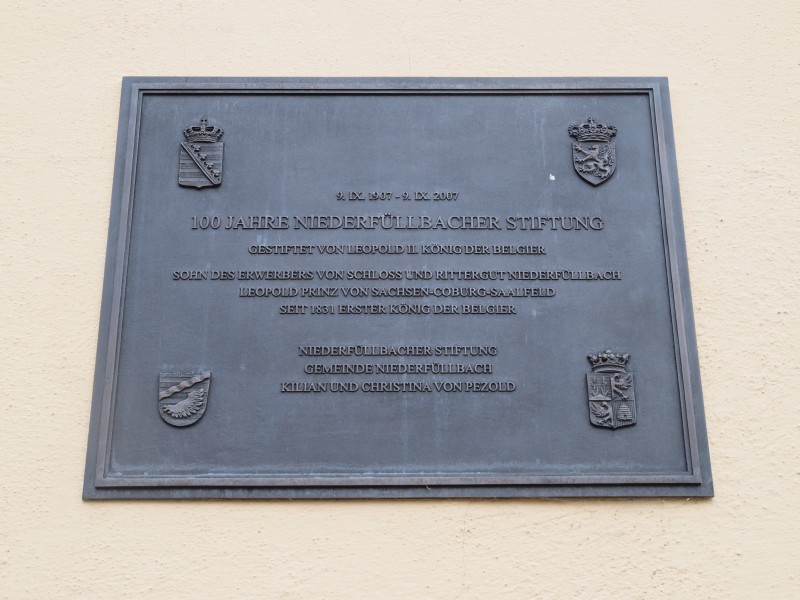 9. IX. 1907 - 9. IX. 2007
100 JAHRE NIEDERFÜLLBACHER STIFTUNG
GESTIFTET VON LEOPOLD II. KÖNIG DER BELGIER
SOHN DES ERWERBERS VON SCHLOSS UND RITTERGUT NIEDERFÜLLBACH
LEOPOLD PRINZ VON SACHSEN-COBURG-SAALFELD
SEIT 1831 ERSTER KÖNIG DER BELGIER
NIEDERFÜLLBACHER STIFTUNG
GEMEINDE NIEDERFÜLLBACH
KILIAN UND CHRISTINA VON PEZOLD